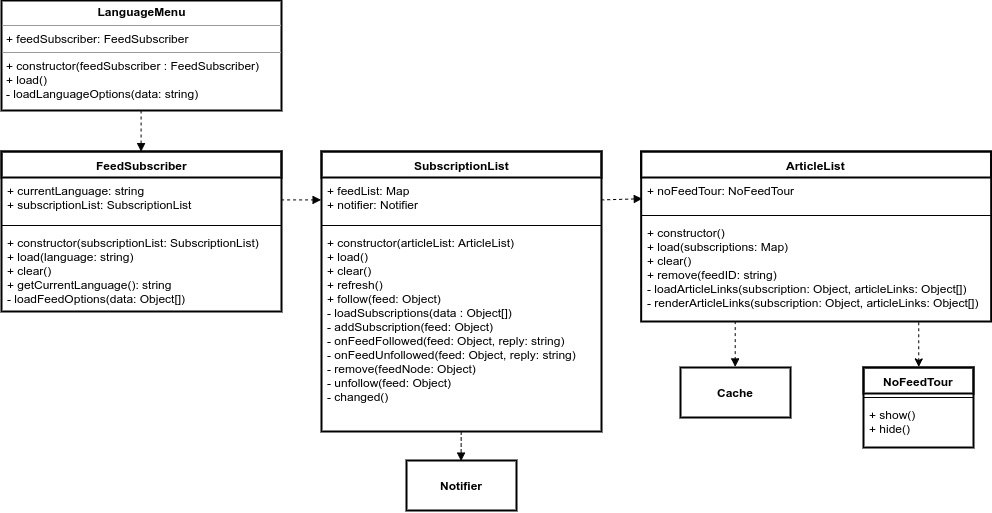 LanguageMenu
+ feedSubscriber: FeedSubscriber
+ constructor(feedSubscriber : FeedSubscriber)
+ load()
- loadLanguageOptions(data: string)
FeedSubscriber
+ currentLanguage: string
+ subscriptionList: SubscriptionList
+ constructor(subscriptionList: SubscriptionList)
+ load(language: string)
+ clear()
+ getCurrentLanguage(): string
- loadFeedOptions(data: Object[])
SubscriptionList
+ feedList: Map
+ notifier: Notifier
+ constructor(articleList: ArticleList)
+ load()
+ clear()
+ refresh()
+ follow(feed: Object)
- loadSubscriptions(data : Object[])
- addSubscription(feed: Object)
- onFeedFollowed(feed: Object, reply: string)
- onFeedUnfollowed(feed: Object, reply: string)
- remove(feedNode: Object)
- unfollow(feed: Object)
- changed()
Notifier
ArticleList
+ noFeedTour: NoFeedTour
+ constructor()
+ load(subscriptions: Map)
+ clear()
+ remove(feedID: string)
- loadArticleLinks(subscription: Object, articleLinks: Object[])
- renderArticleLinks(subscription: Object, articleLinks: Object[])
Cache
NoFeedTour
+ show()
+ hide()